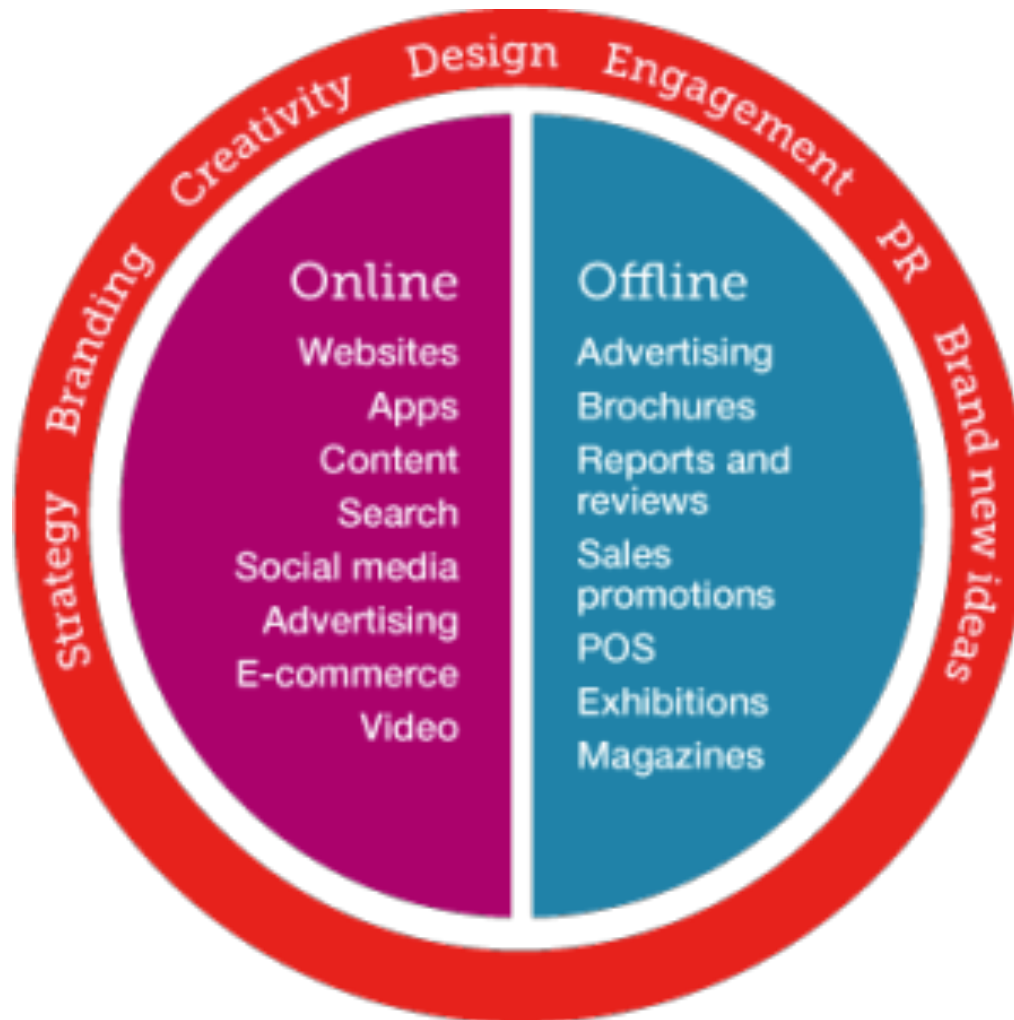 Strategy Branding Creativity Design Engagement PR Brand new ideas
Online
Websites
Apps
Content
Search
Social media
Advertising
E-commerce
Video
Offline
Advertising
Brochures
Reports and
reviews
Sales
promotions
POS
Exhibitions
Magazines